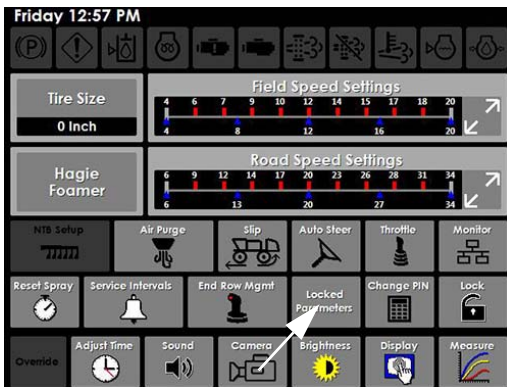 Friday 12:57 PM
(P)
Tire Size
0 Inch
Field Speed Settings
4 6 7 9 10 12 14 15 17 18 20
4 8 12 16 20
Hagie
Foamer
Road Speed Settings
6 9 12 14 17 20 23 26 28 31 34
6 13 20 27 34
NTB Setup
Air Purge
Slip
Auto Steer
Throttle
Monitor
Reset Spray
Service Intervals
End Row Mgmt
Locked
Parameters
Change PIN
Lock
Override
Adjust Time
Sound
Camera
Brightness
Display
Measure